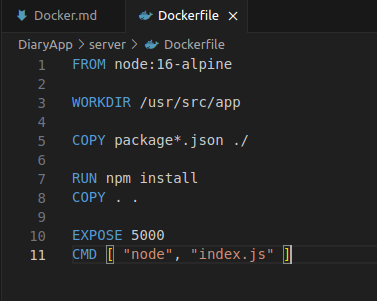 Docker.md
Dockerfile
DiaryApp > server > Dockerfile
1 FROM node:16-alpine
2
3 WORKDIR /usr/src/app
4
5 COPY package*.json ./
6
7 RUN npm install
8 COPY . .
9
10 EXPOSE 5000
11 CMD [ "node", "index.js" ]